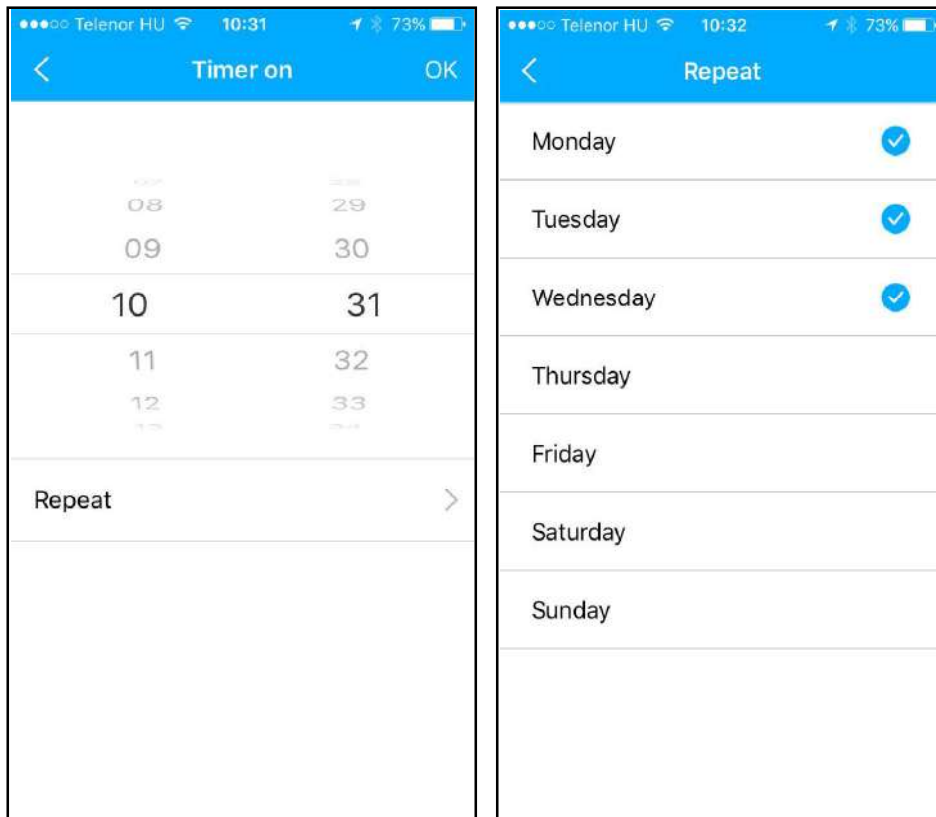 Telenor HU 10:31 73%
Timer on OK
08 29
09 30
10 31
11 32
12 33
Repeat
Telenor HU 10:32 73%
Repeat
Monday
Tuesday
Wednesday
Thursday
Friday
Saturday
Sunday